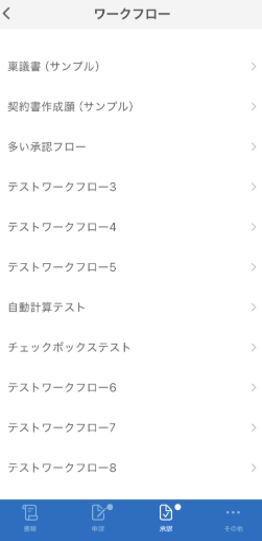 ワークフロー
稟議書（サンプル）
契約書作成願（サンプル）
多い承認フロー
テストワークフロー3
テストワークフロー4
テストワークフロー5
自動計算テスト
チェックボックステスト
テストワークフロー6
テストワークフロー7
テストワークフロー8
書類
申請
承認
その他